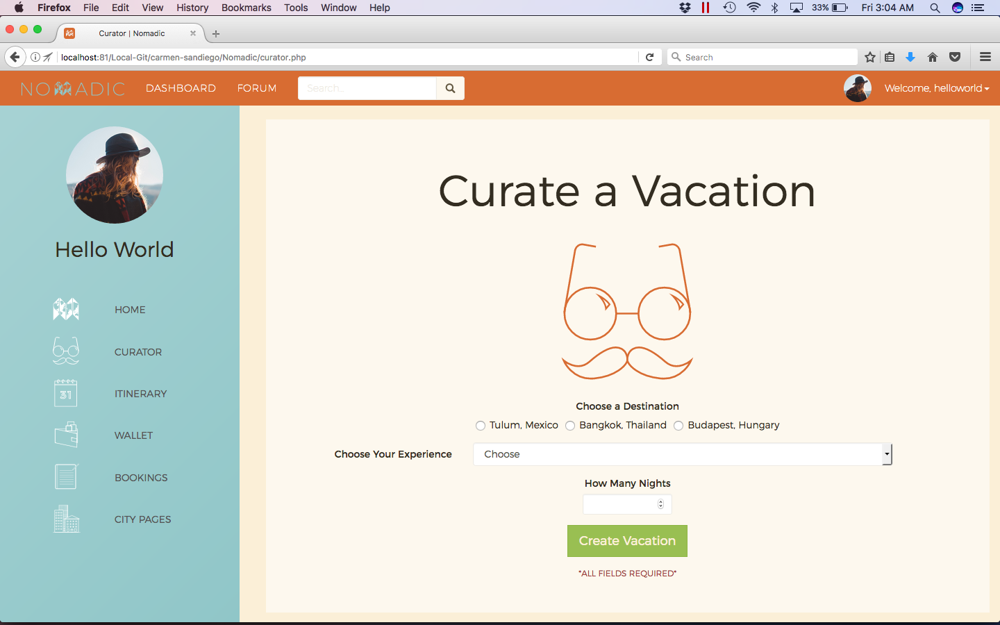 Firefox File Edit View History Bookmarks Tools Window Help 33% Fri 3:04 AM
Curator | Nomadic
localhost:81/Local-Git/carmen-sandiego/Nomadic/curator.php Search
NOMADIC DASHBOARD FORUM Search... Welcome, helloworld
Hello World
HOME
CURATOR
31 ITINERARY
WALLET
BOOKINGS
CITY PAGES
Curate a Vacation
Choose a Destination
Tulum, Mexico Bangkok, Thailand Budapest, Hungary
Choose Your Experience Choose
How Many Nights
Create Vacation
*ALL FIELDS REQUIRED*